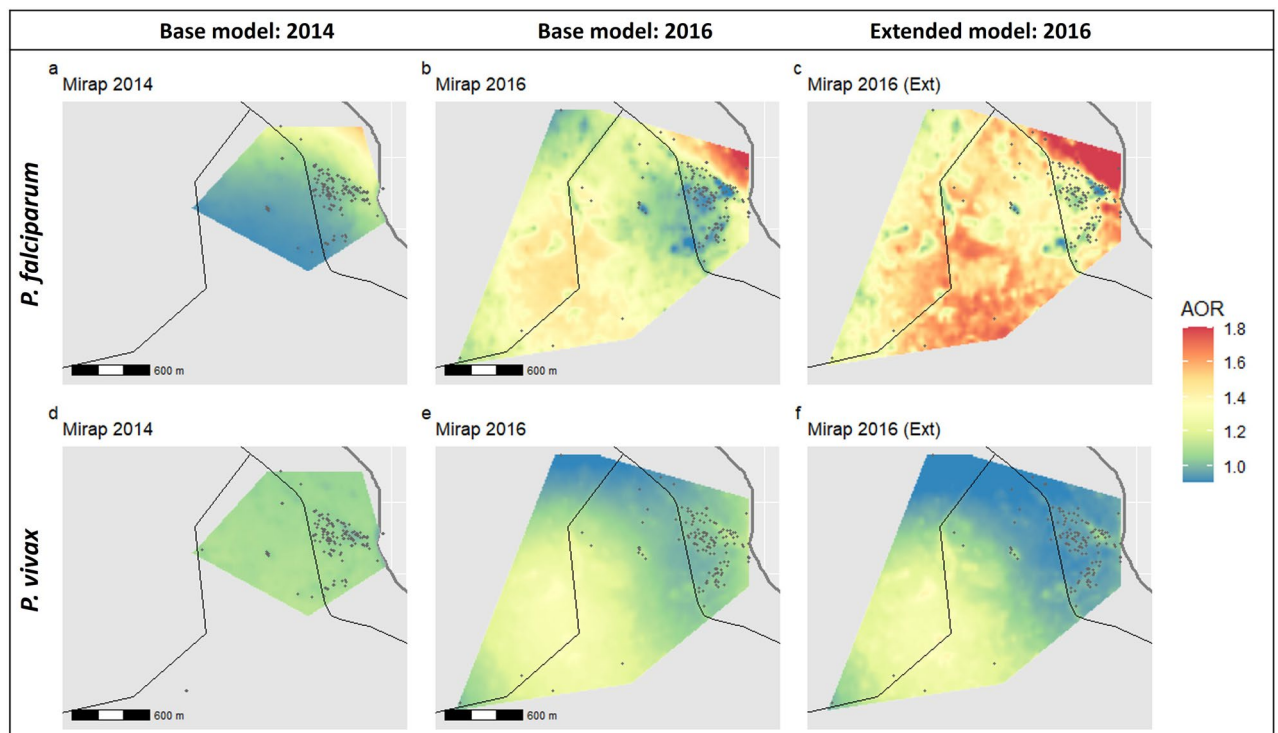 Base model: 2014
Base model: 2016
Extended model: 2016
P. falciparum
a
Mirap 2014
600 m
b
Mirap 2016
600 m
c
Mirap 2016 (Ext)
AOR
1.8
1.6
1.4
1.2
1.0
P. vivax
d
Mirap 2014
600 m
e
Mirap 2016
600 m
f
Mirap 2016 (Ext)